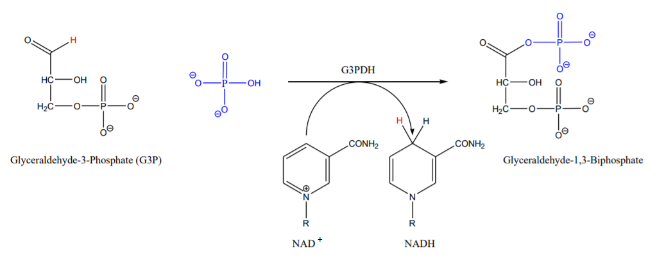 O
H
O
O
HC
OH
O
⊖
O
P
OH
G3PDH
O
P
O
⊖
O
⊖
O
HC
OH
O
H₂C
O
P
O
⊖
O
⊖
O
⊖
H
H
H₂C
O
P
O
⊖
O
⊖
CONH₂
CONH₂
Glyceraldehyde-3-Phosphate (G3P)
Glyceraldehyde-1,3-Biphosphate
N
⊕
N
R
R
NAD⁺
NADH